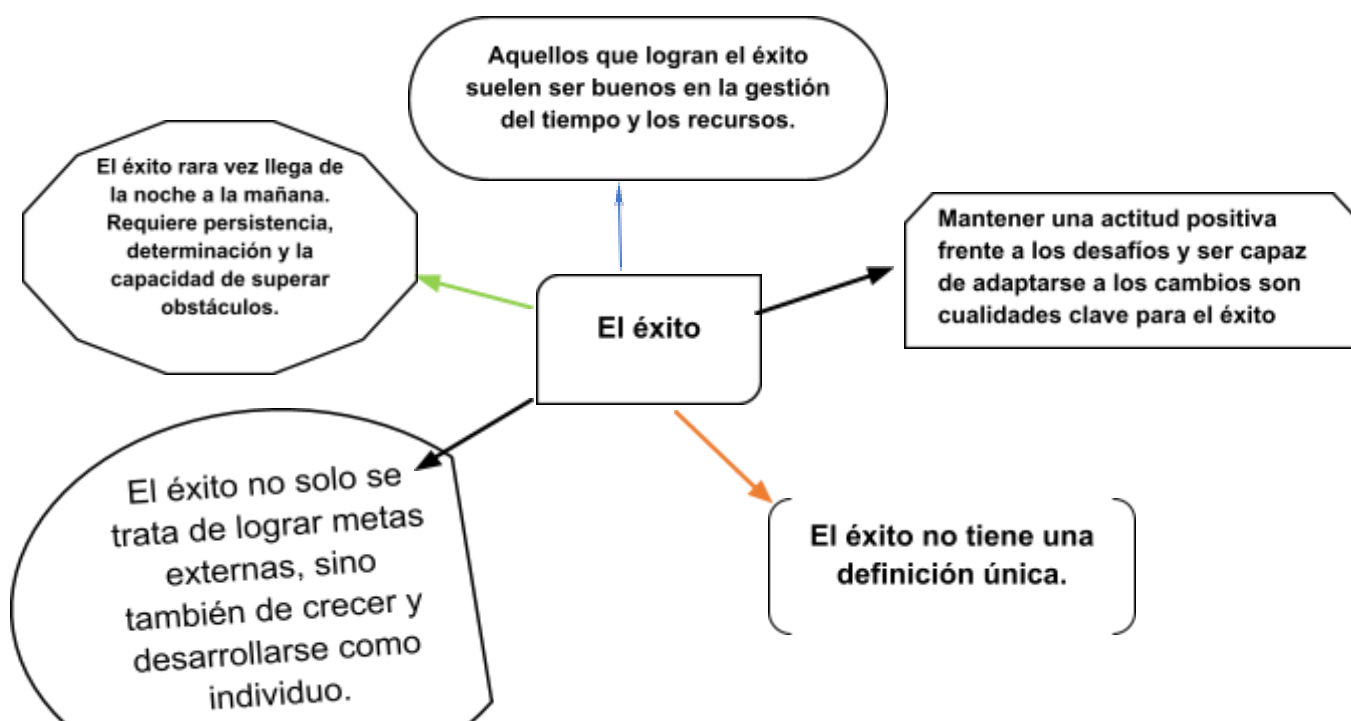 Aquellos que logran el éxito
suelen ser buenos en la gestión
del tiempo y los recursos.
El éxito rara vez llega de
la noche a la mañana.
Requiere persistencia,
determinación y la
capacidad de superar
obstáculos.
Mantener una actitud positiva
frente a los desafíos y ser capaz
de adaptarse a los cambios son
cualidades clave para el éxito
El éxito
El éxito no solo se
trata de lograr metas
externas, sino
también de crecer y
desarrollarse como
individuo.
El éxito no tiene una
definición única.